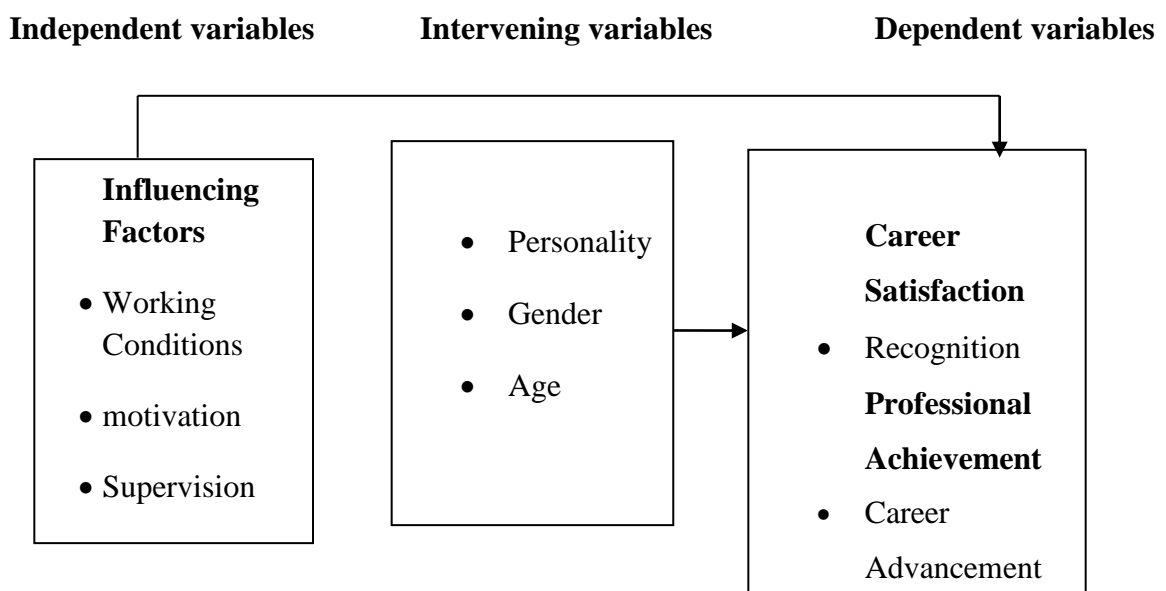 Independent variables
Intervening variables
Dependent variables
Influencing
Factors
• Working
Conditions
• motivation
• Supervision
• Personality
• Gender
• Age
Career
Satisfaction
• Recognition
Professional
Achievement
• Career
Advancement